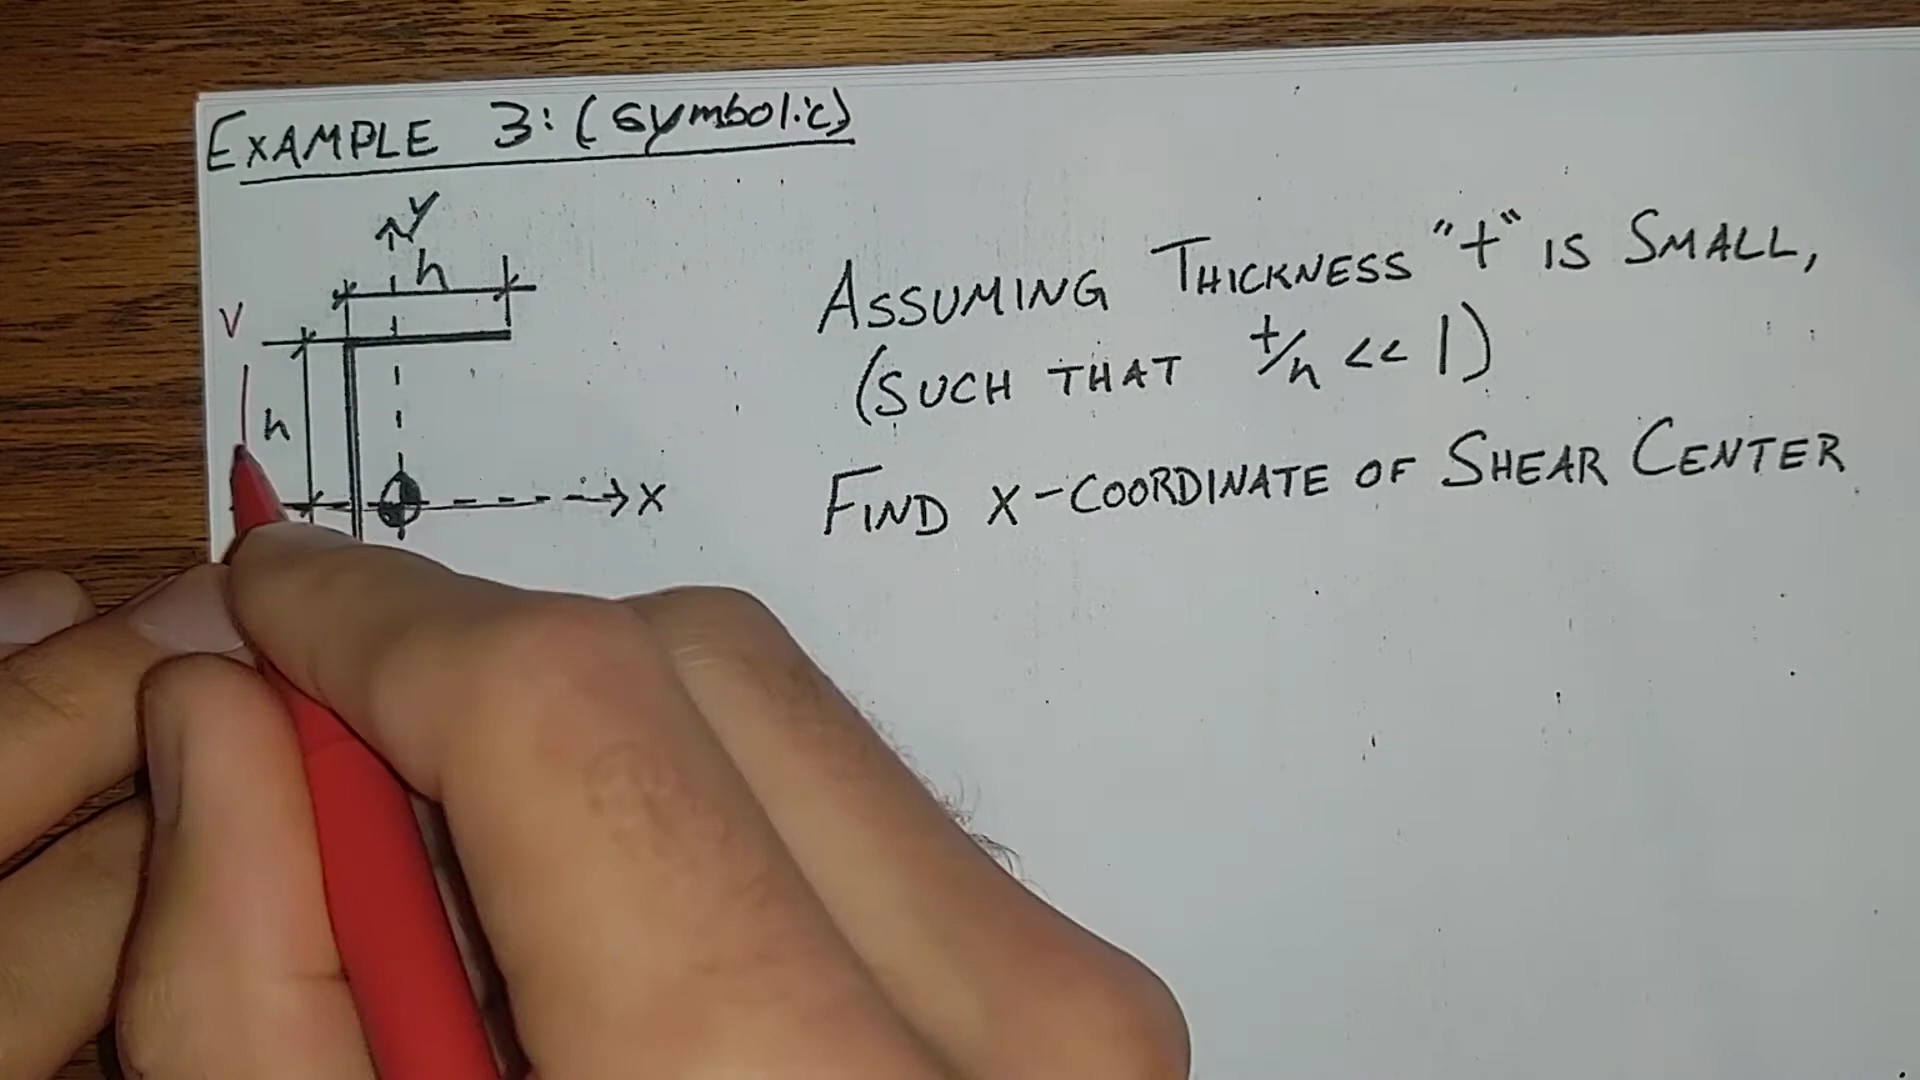 EXAMPLE 3: (Symbolic)
Y
h
V
h
X
ASSUMING THICKNESS "t" IS SMALL,
(SUCH THAT t/h << 1)
FIND X-COORDINATE OF SHEAR CENTER